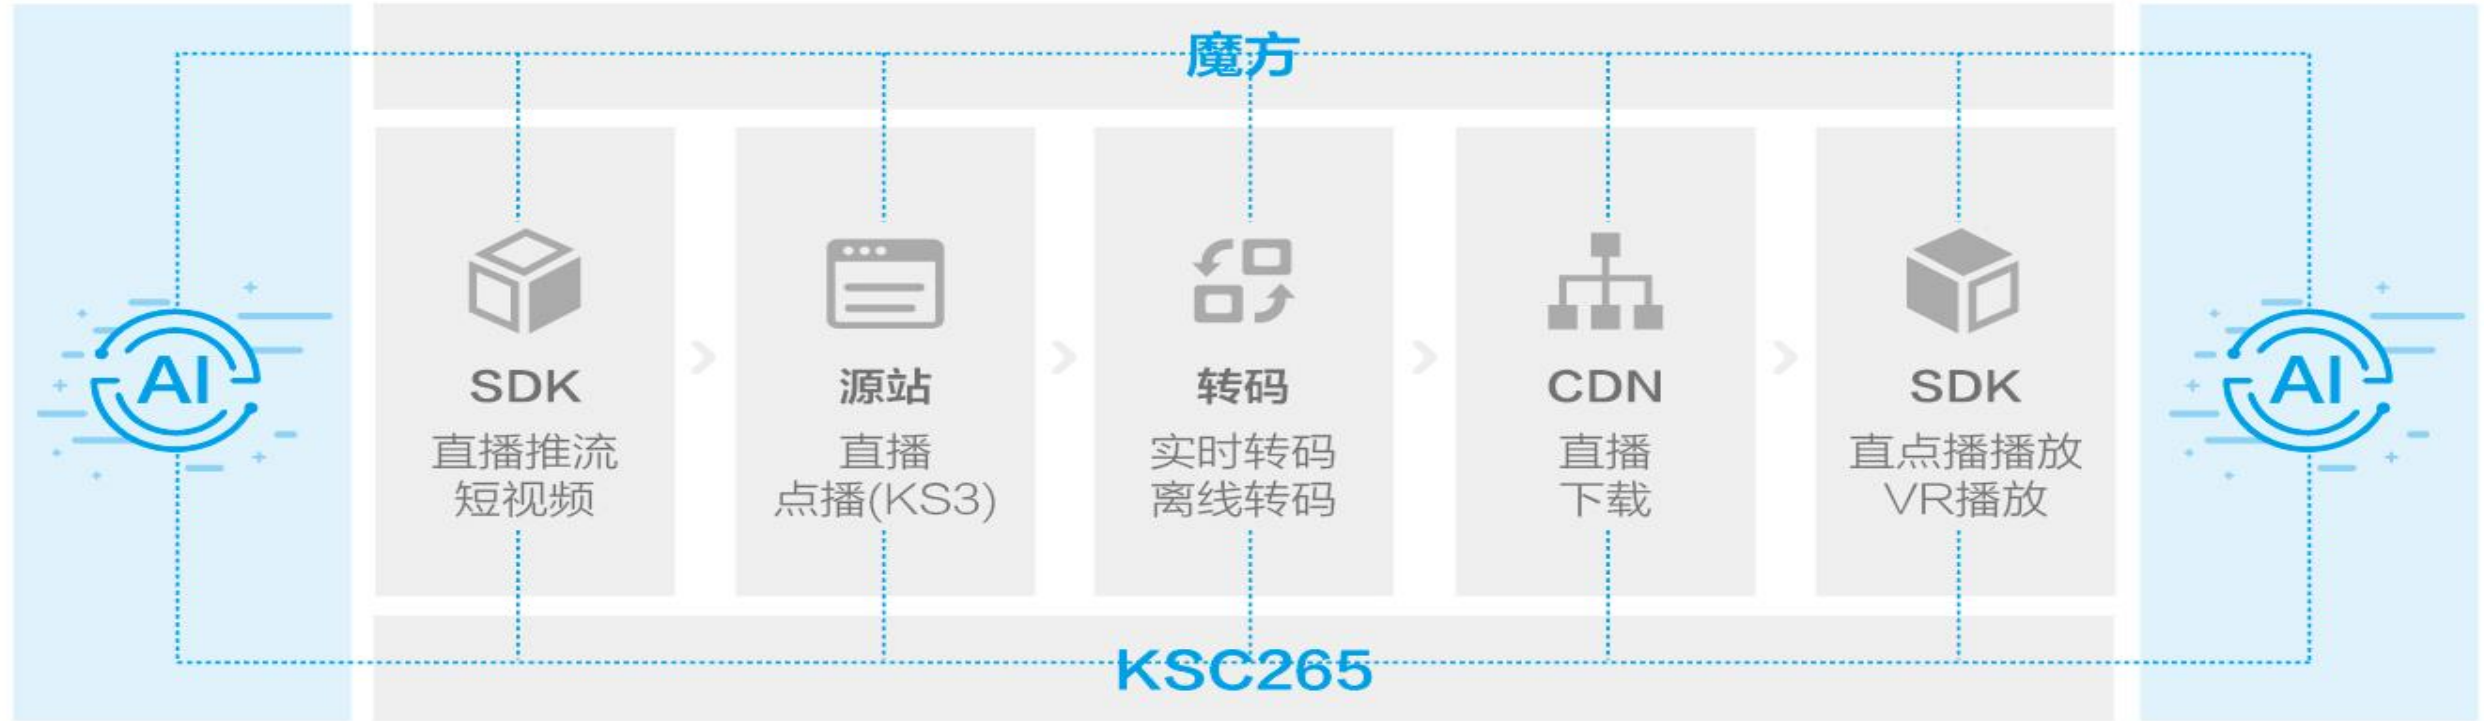 魔方
AI
SDK
直播推流
短视频
源站
直播
点播(KS3)
转码
实时转码
离线转码
CDN
直播
下载
SDK
直点播播放
VR播放
AI
KSC265